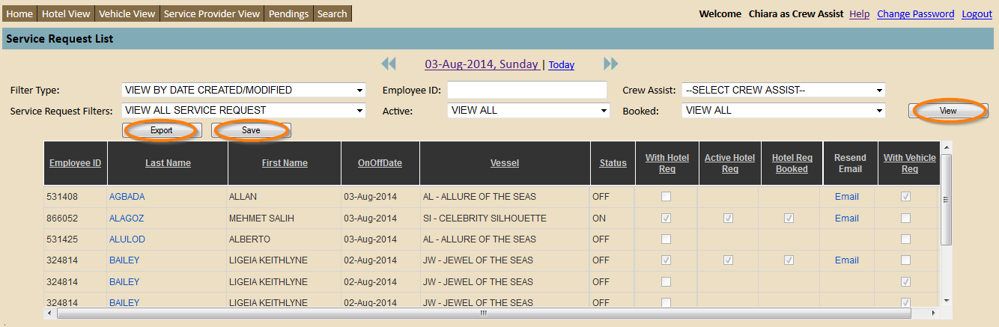 Home Hotel View Vehicle View Service Provider View Pendings Search Welcome Chiara as Crew Assist Help Change Password Logout
Service Request List
03-Aug-2014, Sunday | Today
Filter Type: VIEW BY DATE CREATED/MODIFIED Employee ID: Crew Assist: --SELECT CREW ASSIST--
Service Request Filters: VIEW ALL SERVICE REQUEST Active: VIEW ALL Booked: VIEW ALL View
Export Save
Employee ID Last Name First Name OnOffDate Vessel Status With Hotel Req Active Hotel Req Hotel Req Booked Resend Email With Vehicle Req
531408 AGBADA ALLAN 03-Aug-2014 AL - ALLURE OF THE SEAS OFF Email
866052 ALAGOZ MEHMET SALIH 03-Aug-2014 SI - CELEBRITY SILHOUETTE ON Email
531425 ALULOD ALBERTO 03-Aug-2014 AL - ALLURE OF THE SEAS OFF
324814 BAILEY LIGEIA KEITHLYNE 02-Aug-2014 JW - JEWEL OF THE SEAS OFF Email
324814 BAILEY LIGEIA KEITHLYNE 02-Aug-2014 JW - JEWEL OF THE SEAS OFF
324814 BAILEY LIGEIA KEITHLYNE 02-Aug-2014 JW - JEWEL OF THE SEAS OFF